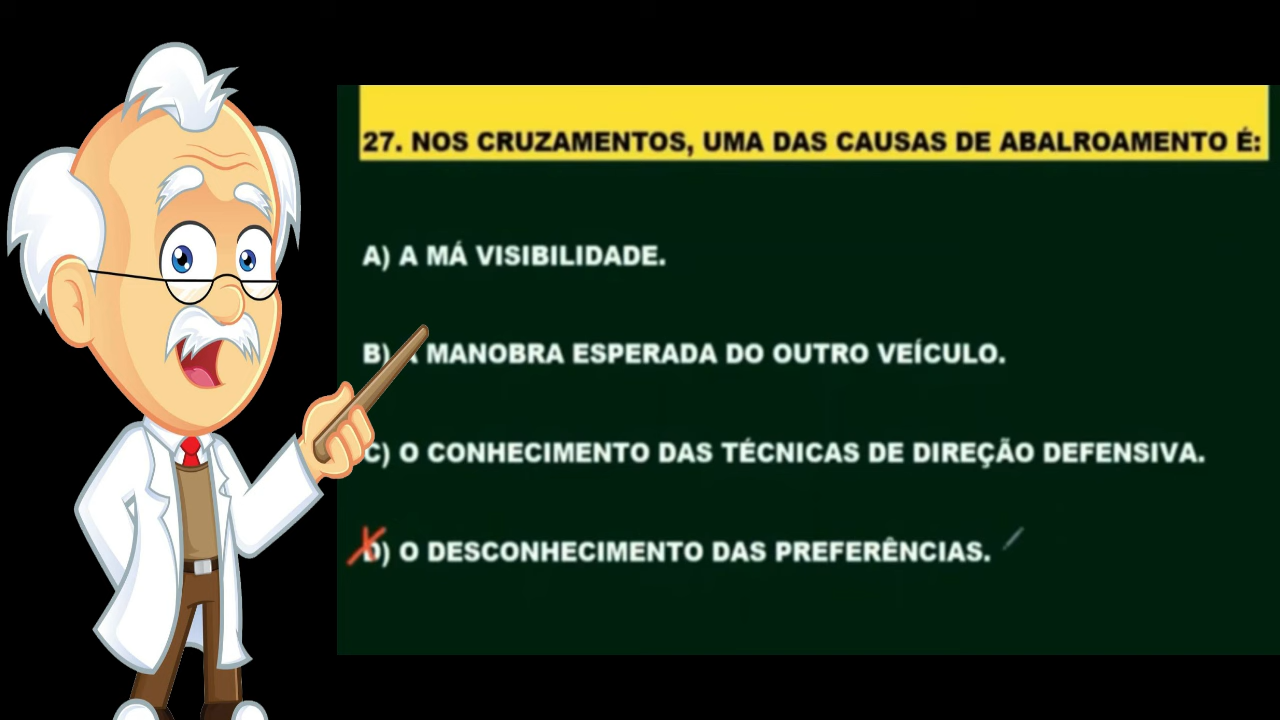 27. NOS CRUZAMENTOS, UMA DAS CAUSAS DE ABALROAMENTO É:
A) A MÁ VISIBILIDADE.
B) A MANOBRA ESPERADA DO OUTRO VEÍCULO.
C) O CONHECIMENTO DAS TÉCNICAS DE DIREÇÃO DEFENSIVA.
D) O DESCONHECIMENTO DAS PREFERÊNCIAS.